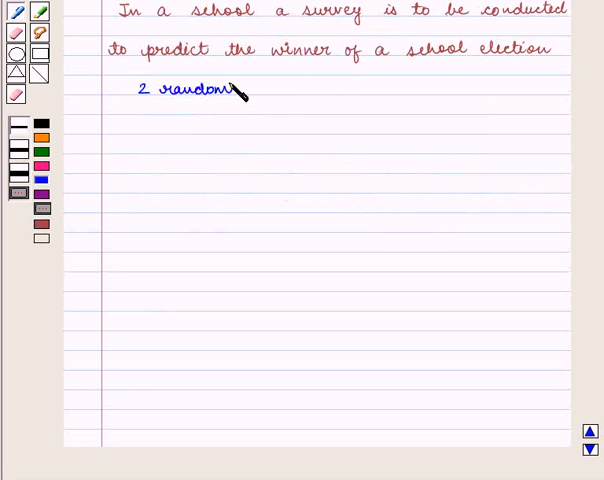 In a school a survey is to be conducted
to predict the winner of a school election
2 random